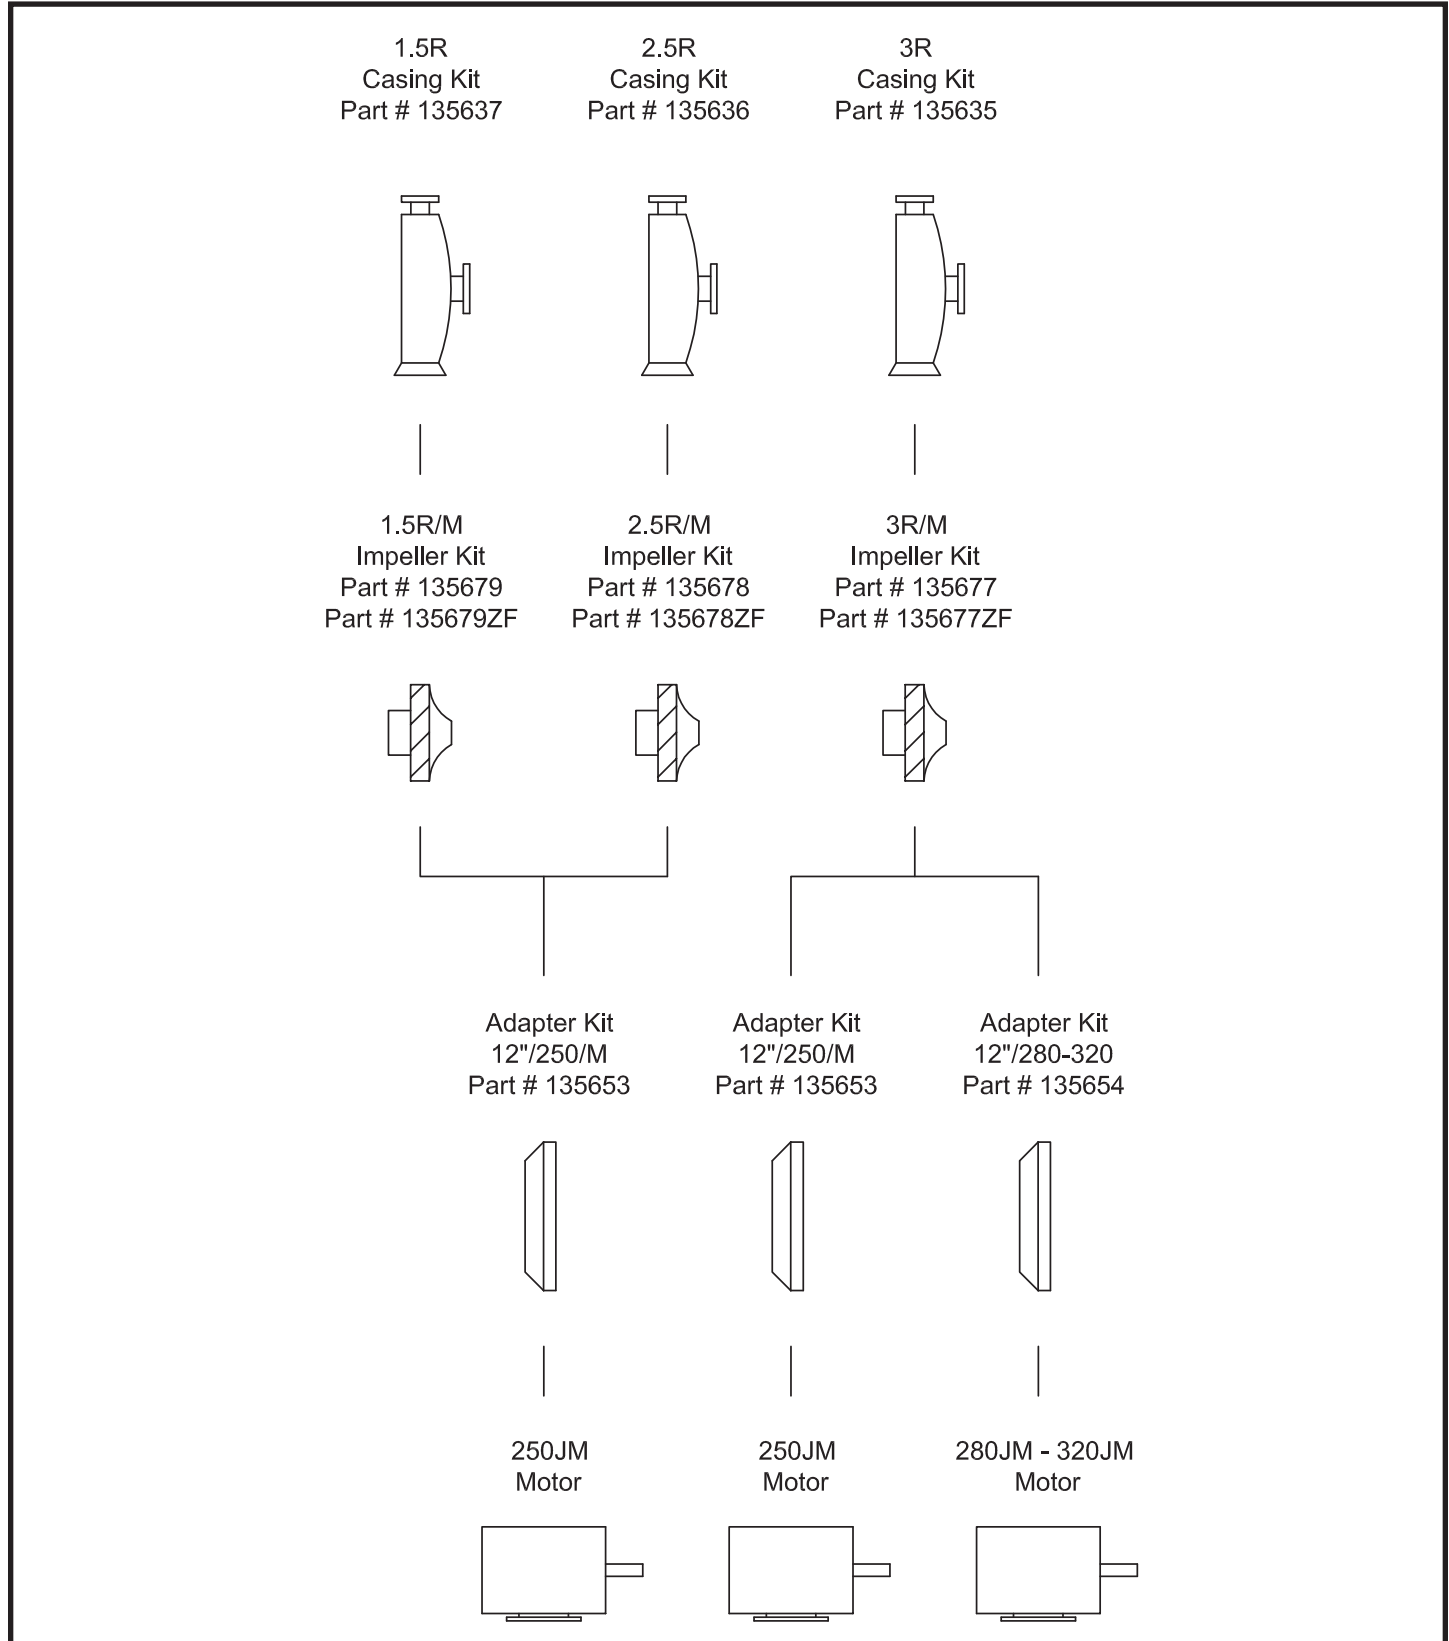 1.5R
Casing Kit
Part # 135637
2.5R
Casing Kit
Part # 135636
3R
Casing Kit
Part # 135635
1.5R/M
Impeller Kit
Part # 135679
Part # 135679ZF
2.5R/M
Impeller Kit
Part # 135678
Part # 135678ZF
3R/M
Impeller Kit
Part # 135677
Part # 135677ZF
Adapter Kit
12"/250/M
Part # 135653
Adapter Kit
12"/250/M
Part # 135653
Adapter Kit
12"/280-320
Part # 135654
250JM
Motor
250JM
Motor
280JM - 320JM
Motor